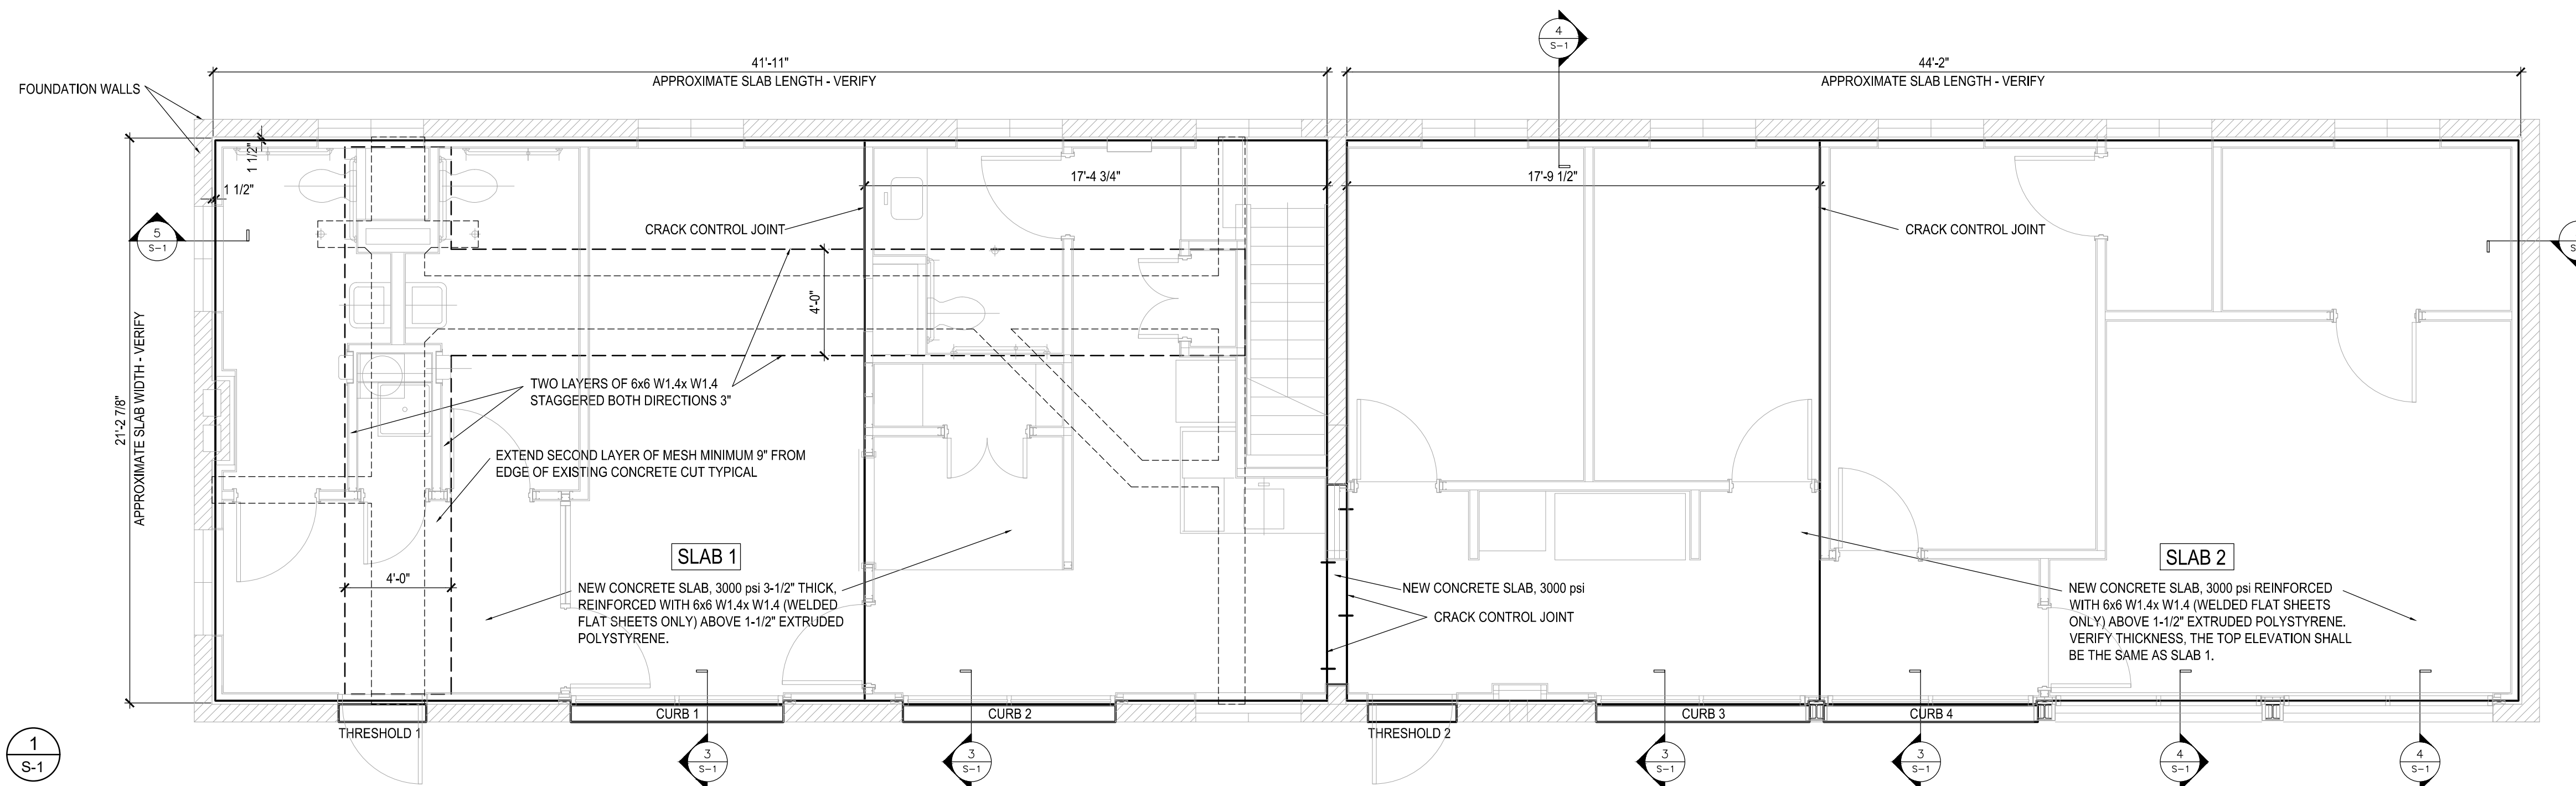 4
S-1
41'-11"
APPROXIMATE SLAB LENGTH - VERIFY
44'-2"
APPROXIMATE SLAB LENGTH - VERIFY
FOUNDATION WALLS
1 1/2"
1 1/2"
17'-4 3/4"
17'-9 1/2"
5
S-1
CRACK CONTROL JOINT
CRACK CONTROL JOINT
4'-0"
21'-2 7/8"
APPROXIMATE SLAB WIDTH - VERIFY
TWO LAYERS OF 6x6 W1.4x W1.4
STAGGERED BOTH DIRECTIONS 3"
EXTEND SECOND LAYER OF MESH MINIMUM 9" FROM
EDGE OF EXISTING CONCRETE CUT TYPICAL
SLAB 1
4'-0"
NEW CONCRETE SLAB, 3000 psi 3-1/2" THICK,
REINFORCED WITH 6x6 W1.4x W1.4 (WELDED
FLAT SHEETS ONLY) ABOVE 1-1/2" EXTRUDED
POLYSTYRENE.
NEW CONCRETE SLAB, 3000 psi
CRACK CONTROL JOINT
SLAB 2
NEW CONCRETE SLAB, 3000 psi REINFORCED
WITH 6x6 W1.4x W1.4 (WELDED FLAT SHEETS
ONLY) ABOVE 1-1/2" EXTRUDED POLYSTYRENE.
VERIFY THICKNESS, THE TOP ELEVATION SHALL
BE THE SAME AS SLAB 1.
CURB 1
CURB 2
CURB 3
CURB 4
THRESHOLD 1
THRESHOLD 2
1
S-1
3
S-1
3
S-1
3
S-1
3
S-1
4
S-1
4
S-1